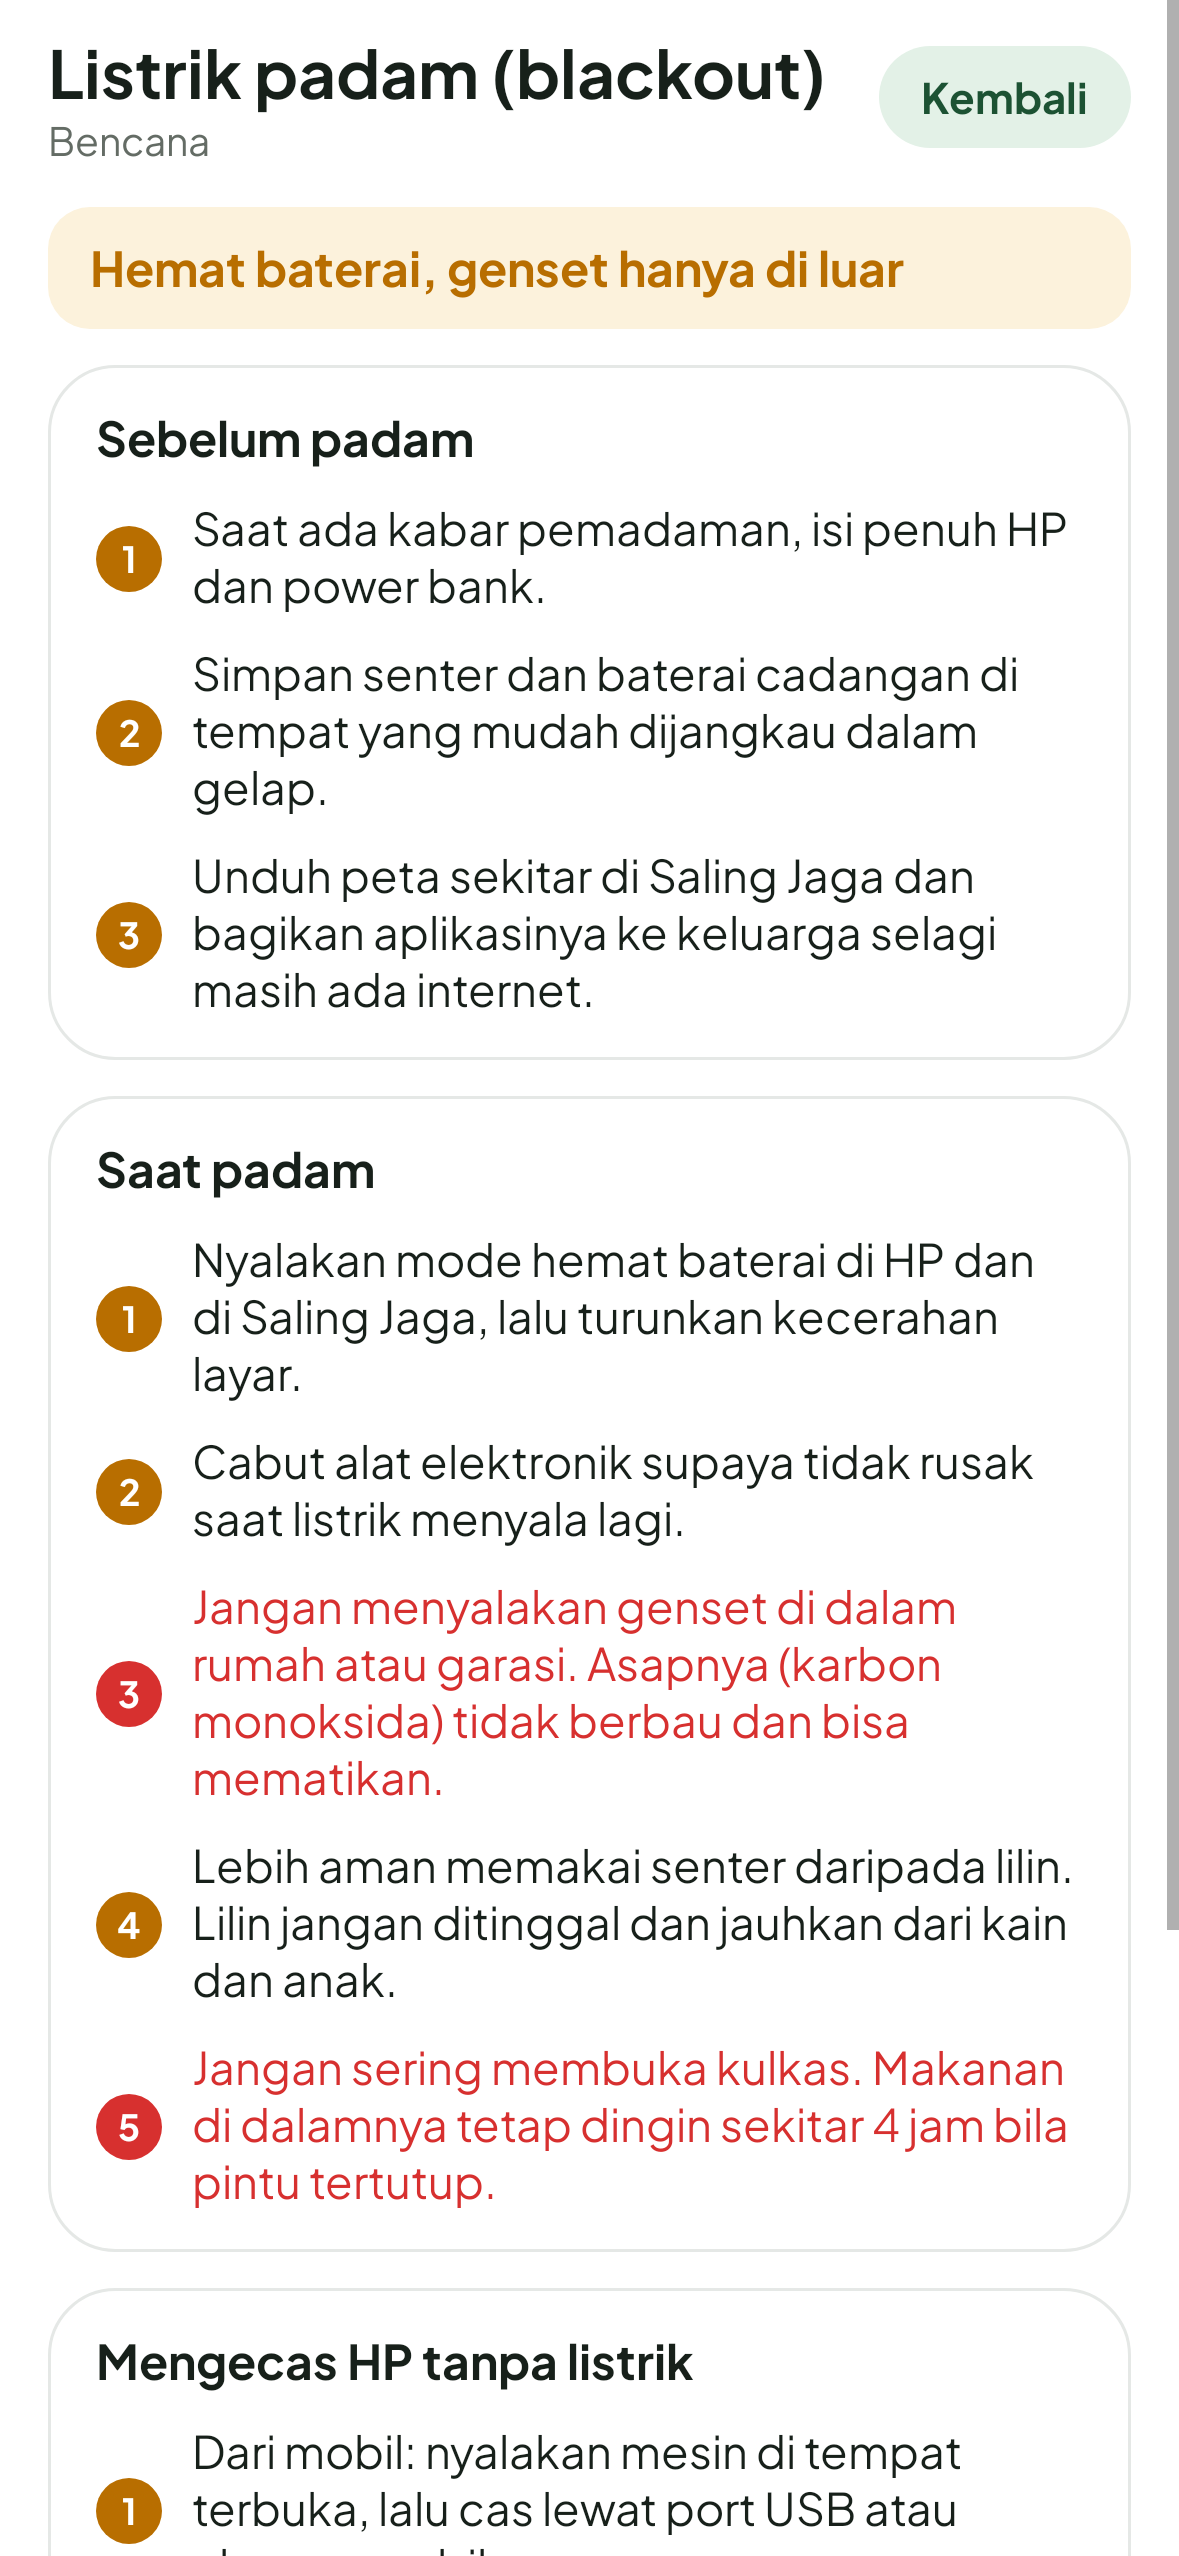 Listrik padam (blackout)
Kembali
Bencana
Hemat baterai, genset hanya di luar
Sebelum padam
1 Saat ada kabar pemadaman, isi penuh HP
dan power bank.
2 Simpan senter dan baterai cadangan di
tempat yang mudah dijangkau dalam
gelap.
3 Unduh peta sekitar di Saling Jaga dan
bagikan aplikasinya ke keluarga selagi
masih ada internet.
Saat padam
1 Nyalakan mode hemat baterai di HP dan
di Saling Jaga, lalu turunkan kecerahan
layar.
2 Cabut alat elektronik supaya tidak rusak
saat listrik menyala lagi.
3 Jangan menyalakan genset di dalam
rumah atau garasi. Asapnya (karbon
monoksida) tidak berbau dan bisa
mematikan.
4 Lebih aman memakai senter daripada lilin.
Lilin jangan ditinggal dan jauhkan dari kain
dan anak.
5 Jangan sering membuka kulkas. Makanan
di dalamnya tetap dingin sekitar 4 jam bila
pintu tertutup.
Mengecas HP tanpa listrik
1 Dari mobil: nyalakan mesin di tempat
terbuka, lalu cas lewat port USB atau